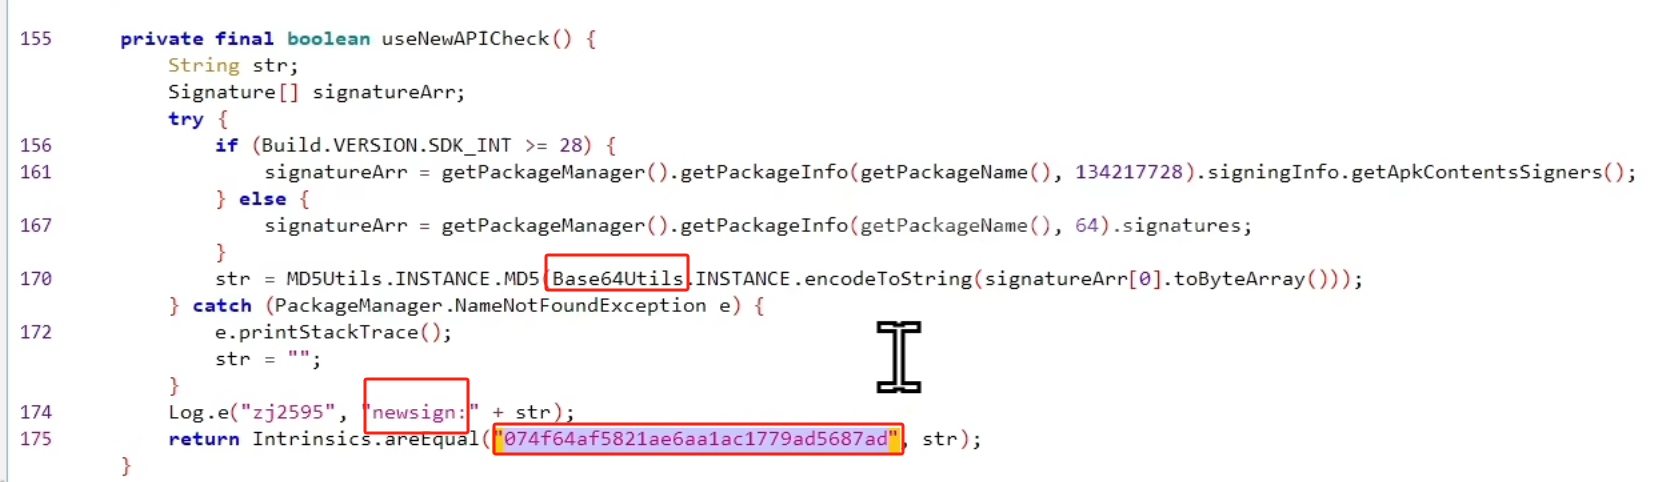 155 private final boolean useNewAPICheck() {
String str;
Signature[] signatureArr;
try {
156 if (Build.VERSION.SDK_INT >= 28) {
161 signatureArr = getPackageManager().getPackageInfo(getPackageName(), 134217728).signingInfo.getApkContentsSigners();
} else {
167 signatureArr = getPackageManager().getPackageInfo(getPackageName(), 64).signatures;
}
170 str = MD5Utils.INSTANCE.MD5(Base64Utils.INSTANCE.encodeToString(signatureArr[0].toByteArray()));
} catch (PackageManager.NameNotFoundException e) {
172 e.printStackTrace();
str = "";
}
174 Log.e("zj2595", "newsign:" + str);
175 return Intrinsics.areEqual("074f64af5821ae6aa1ac1779ad5687ad", str);
}